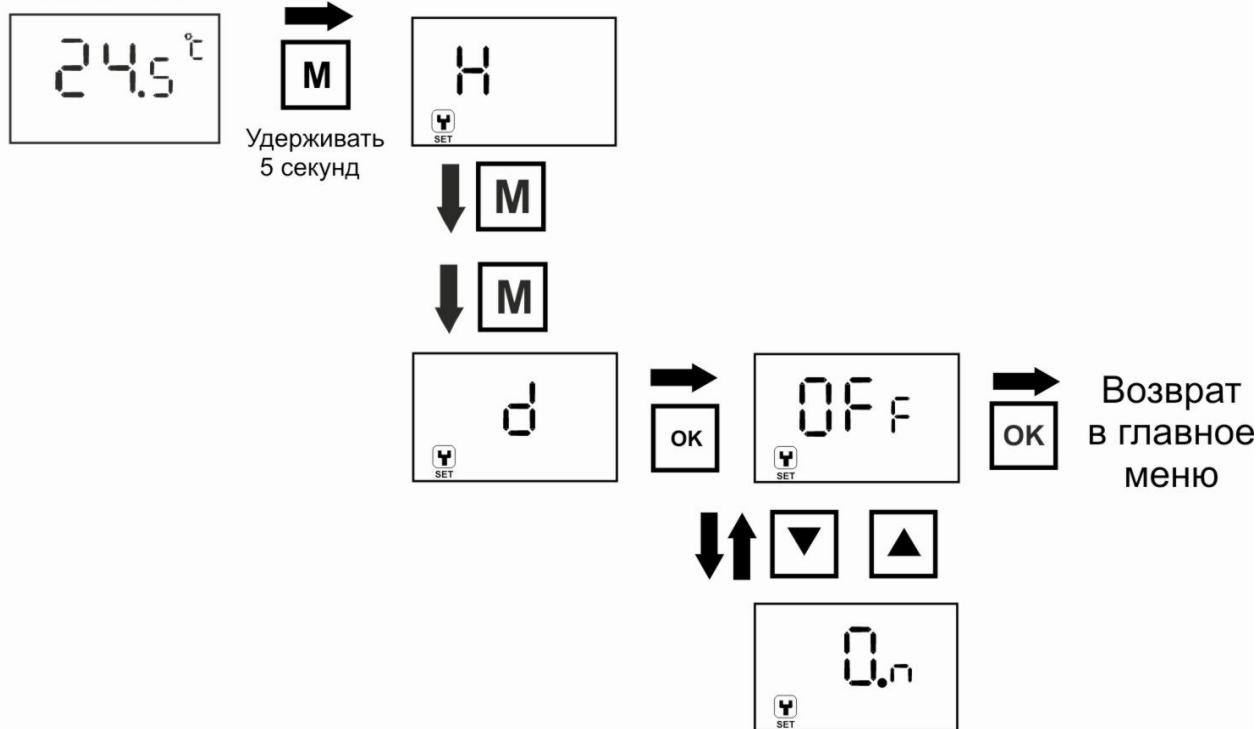 24.5 °C
M
Удерживать
5 секунд
H
SET
M
M
d
SET
OK
OFF
SET
OK
Возврат
в главное
меню
0.n
SET